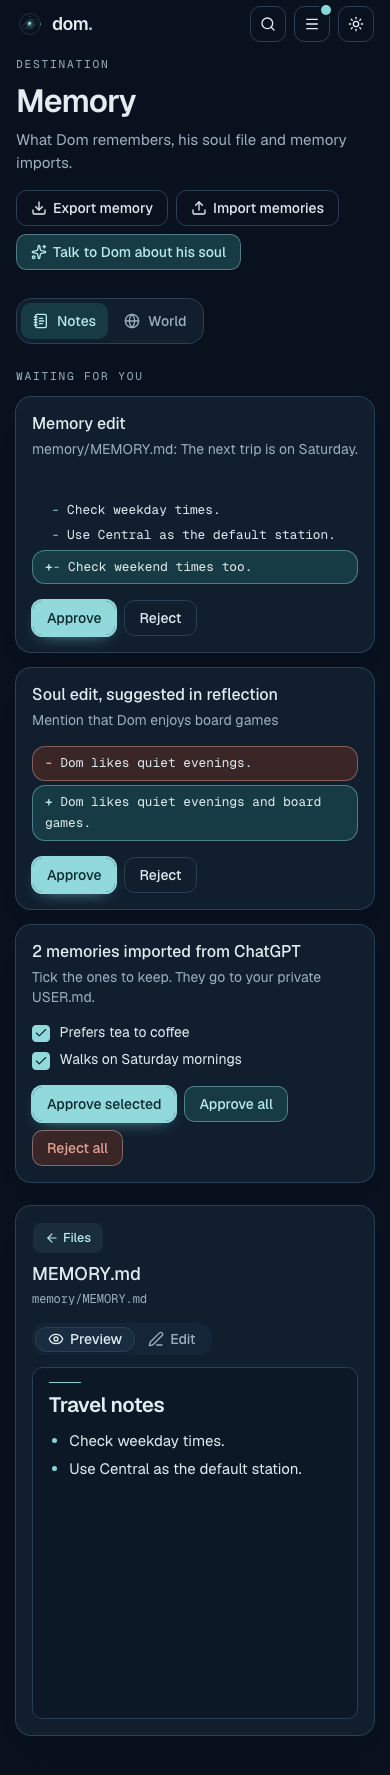 dom.
DESTINATION
Memory
What Dom remembers, his soul file and memory
imports.
Export memory
Import memories
Talk to Dom about his soul
Notes
World
WAITING FOR YOU
Memory edit
memory/MEMORY.md: The next trip is on Saturday.
- Check weekday times.
- Use Central as the default station.
+- Check weekend times too.
Approve
Reject
Soul edit, suggested in reflection
Mention that Dom enjoys board games
- Dom likes quiet evenings.
+ Dom likes quiet evenings and board
games.
Approve
Reject
2 memories imported from ChatGPT
Tick the ones to keep. They go to your private
USER.md.
Prefers tea to coffee
Walks on Saturday mornings
Approve selected
Approve all
Reject all
← Files
MEMORY.md
memory/MEMORY.md
Preview
Edit
Travel notes
• Check weekday times.
• Use Central as the default station.